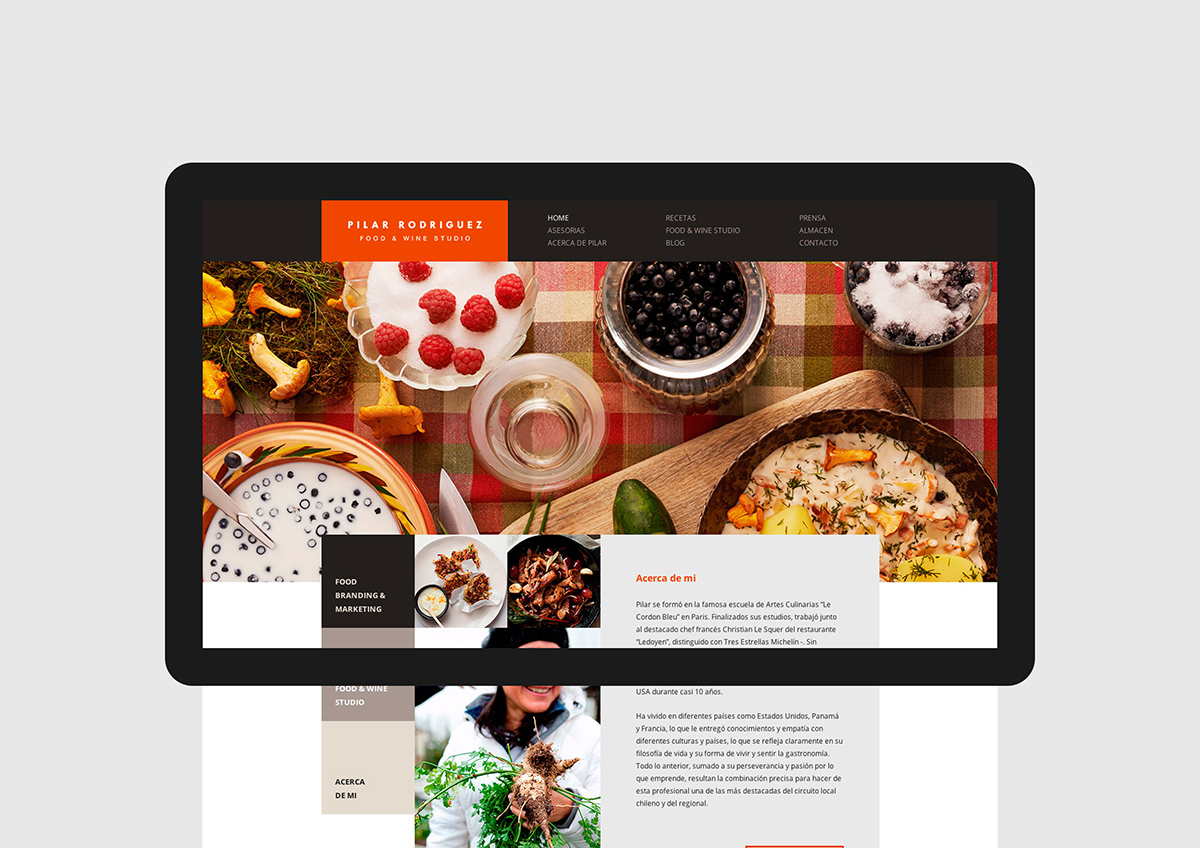 PILAR RODRIGUEZ
FOOD & WINE STUDIO
HOME
ASESORIAS
ACERCA DE PILAR
RECETAS
FOOD & WINE STUDIO
BLOG
PRENSA
ALMACEN
CONTACTO
FOOD
BRANDING &
MARKETING
FOOD & WINE
STUDIO
ACERCA
DE MI
Acerca de mi
Pilar se formó en la famosa escuela de Artes Culinarias "Le
Cordon Bleu" en Paris. Finalizados sus estudios, trabajó junto
al destacado chef francés Christian Le Squer del restaurante
"Ledoyen", distinguido con Tres Estrellas Michelín -. Sin
USA durante casi 10 años.
Ha vivido en diferentes países como Estados Unidos, Panamá
y Francia, lo que le entregó conocimientos y empatía con
diferentes culturas y países, lo que se refleja claramente en su
filosofía de vida y su forma de vivir y sentir la gastronomía.
Todo lo anterior, sumado a su perseverancia y pasión por lo
que emprende, resultan la combinación precisa para hacer de
esta profesional una de las más destacadas del circuito local
chileno y del regional.